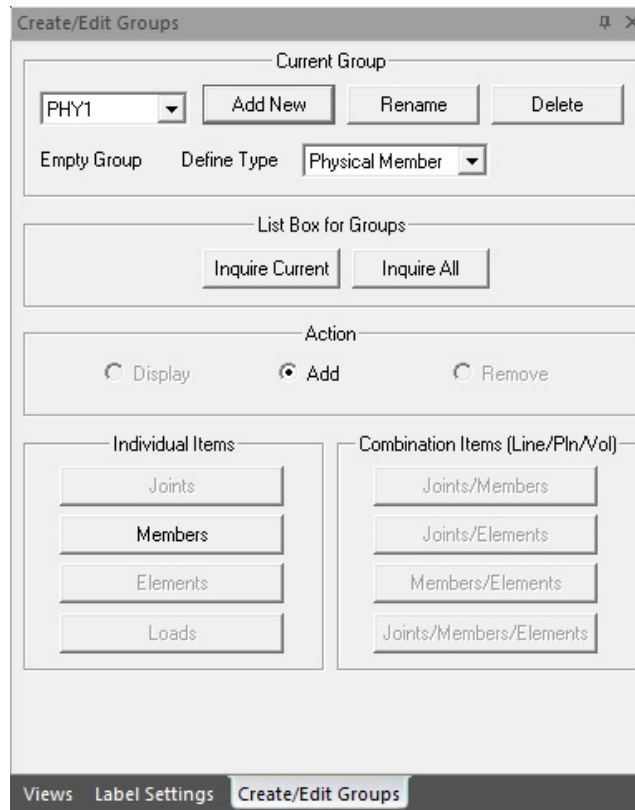 Create/Edit Groups
Current Group
PHY1 Add New Rename Delete
Empty Group Define Type Physical Member
List Box for Groups
Inquire Current Inquire All
Action
Display Add Remove
Individual Items
Joints
Members
Elements
Loads
Combination Items (Line/Pln/Vol)
Joints/Members
Joints/Elements
Members/Elements
Joints/Members/Elements
Views Label Settings Create/Edit Groups